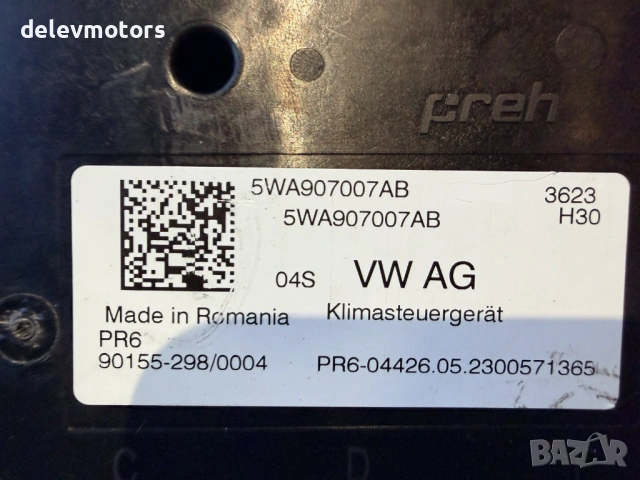 delevmotors
preh
5WA907007AB
3623
5WA907007AB
H30
04S VW AG
Made in Romania
Klimasteuergerät
PR6
90155-298/0004
PR6-04426.05.2300571365
C D
BAZAR